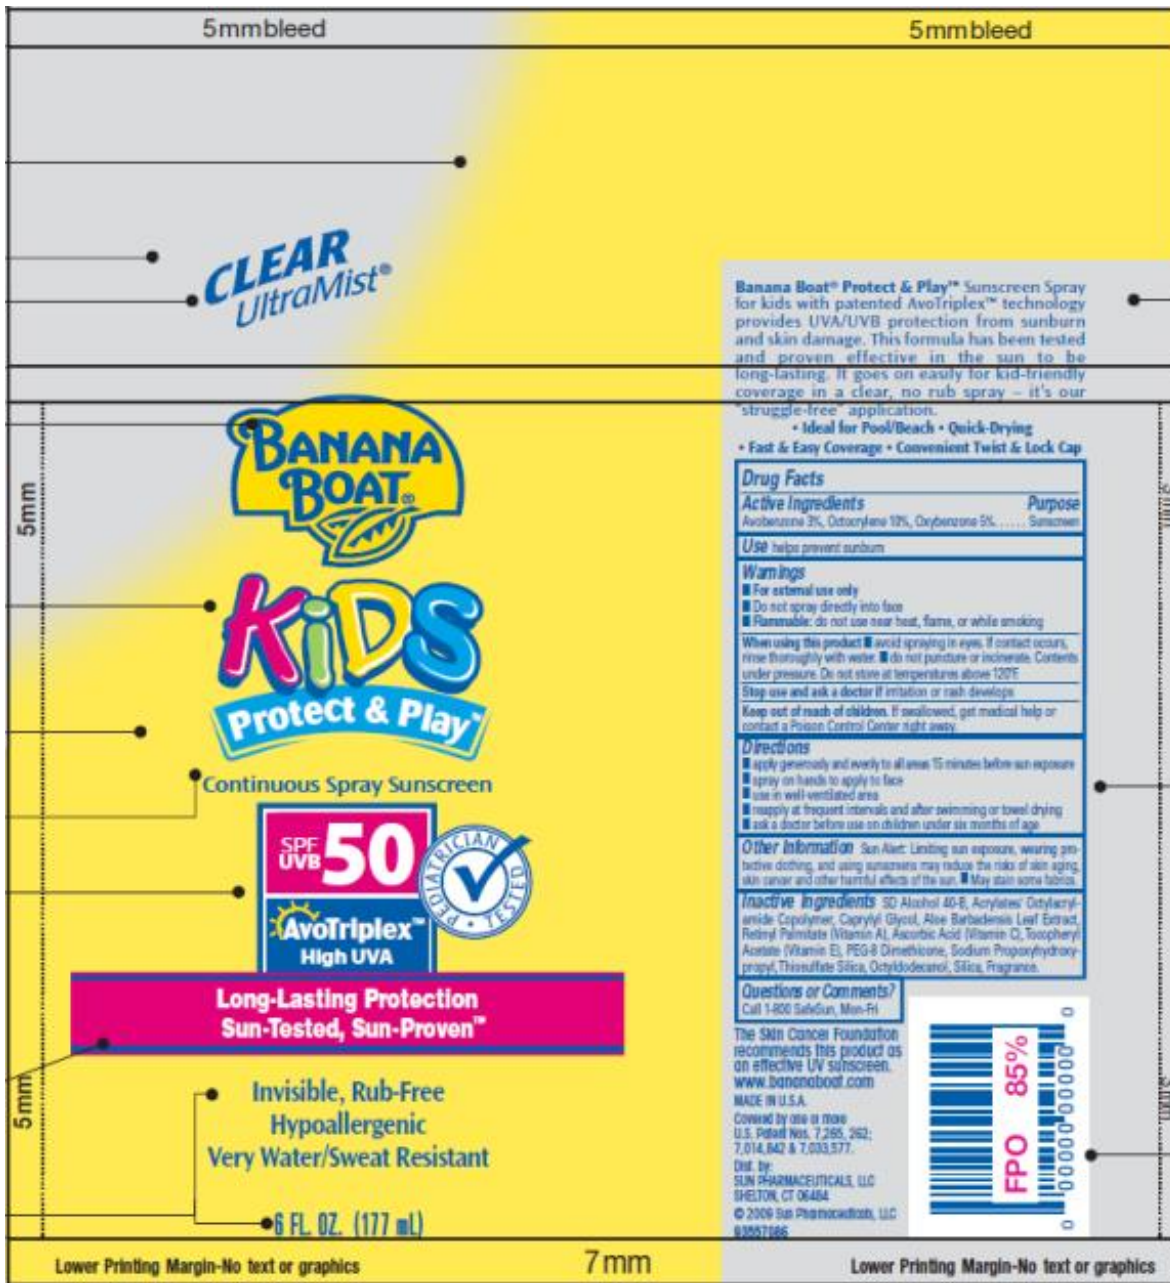 5mmbleed
5mmbleed
CLEAR
UltraMist®
BANANA
BOAT®
KiDS
Protect & Play™
Continuous Spray Sunscreen
SPF
UVB 50
PEDIATRICIAN • TESTED •
AvoTriplex™
High UVA
Long-Lasting Protection
Sun-Tested, Sun-Proven™
Invisible, Rub-Free
Hypoallergenic
Very Water/Sweat Resistant
6 FL. OZ. (177 mL)
5mm
5mm
Banana Boat® Protect & Play™ Sunscreen Spray
for kids with patented AvoTriplex™ technology
provides UVA/UVB protection from sunburn
and skin damage. This formula has been tested
and proven effective in the sun to be
long-lasting. It goes on easily for kid-friendly
coverage in a clear, no rub spray – it's our
"struggle-free" application.
• Ideal for Pool/Beach • Quick-Drying
• Fast & Easy Coverage • Convenient Twist & Lock Cap
Drug Facts
Active Ingredients Purpose
Avobenzone 3%, Octocrylene 10%, Oxybenzone 5%...... Sunscreen
Use helps prevent sunburn
Warnings
■ For external use only
■ Do not spray directly into face
■ Flammable: do not use near heat, flame, or while smoking
When using this product ■ avoid spraying in eyes. If contact occurs,
rinse thoroughly with water. ■ do not puncture or incinerate. Contents
under pressure. Do not store at temperatures above 120°F.
Stop use and ask a doctor if irritation or rash develops
Keep out of reach of children. If swallowed, get medical help or
contact a Poison Control Center right away.
Directions
■ apply generously and evenly to all areas 15 minutes before sun exposure
■ spray on hands to apply to face
■ use in well-ventilated area
■ reapply at frequent intervals and after swimming or towel drying
■ ask a doctor before use on children under six months of age
Other Information Sun Alert: Limiting sun exposure, wearing pro-
tective clothing, and using sunscreens may reduce the risks of skin aging,
skin cancer and other harmful effects of the sun. ■ May stain some fabrics.
Inactive Ingredients SD Alcohol 40-B, Acrylates/ Octylacryl-
amide Copolymer, Caprylyl Glycol, Aloe Barbadensis Leaf Extract,
Retinyl Palmitate (Vitamin A), Ascorbic Acid (Vitamin C), Tocopheryl
Acetate (Vitamin E), PEG-8 Dimethicone, Sodium Propoxyhydroxy-
propyl, Thiosulfate Silica, Octyldodecanol, Silica, Fragrance.
Questions or Comments?
Call 1-800 SafeSun, Mon-Fri
The Skin Cancer Foundation
recommends this product as
an effective UV sunscreen.
www.bananaboat.com
MADE IN U.S.A.
Covered by one or more
U.S. Patent Nos. 7,265, 262;
7,014,842 & 7,033,577.
Dist. by:
SUN PHARMACEUTICALS, LLC
SHELTON, CT 06484
© 2009 Sun Pharmaceuticals, LLC
93557086
FPO 85%
0 00000 00000 0
Lower Printing Margin-No text or graphics
7mm
Lower Printing Margin-No text or graphics